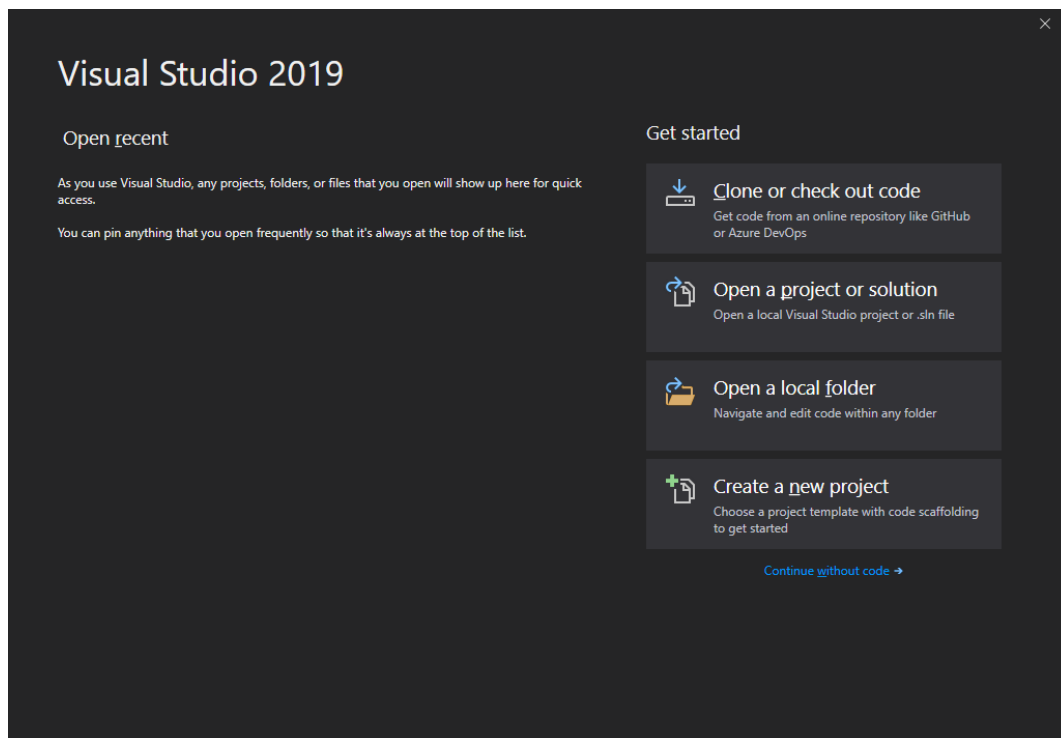 Visual Studio 2019
Open recent
As you use Visual Studio, any projects, folders, or files that you open will show up here for quick
access.
You can pin anything that you open frequently so that it's always at the top of the list.
Get started
Clone or check out code
Get code from an online repository like GitHub
or Azure DevOps
Open a project or solution
Open a local Visual Studio project or .sln file
Open a local folder
Navigate and edit code within any folder
Create a new project
Choose a project template with code scaffolding
to get started
Continue without code →